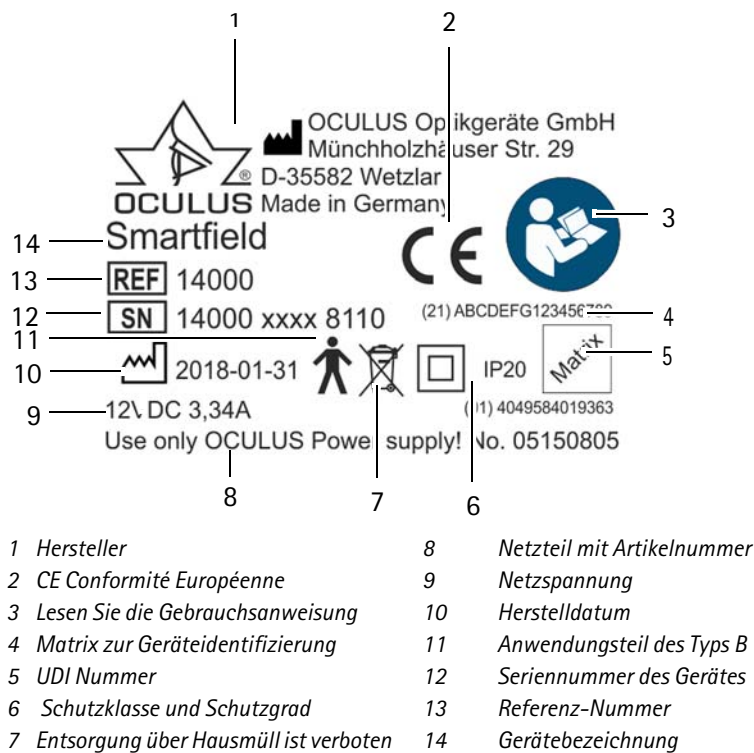 1
2
OCULUS Optikgeräte GmbH
Münchholzhäuser Str. 29
D-35582 Wetzlar
®
OCULUS Made in Germany
3
14 Smartfield
CE
13 REF 14000
12 SN 14000 xxxx 8110
(21) ABCDEFG123456789 4
11
10 2018-01-31
IP20
Matrix 5
9 12V DC 3,34A
(01) 4049584019363
Use only OCULUS Power supply! No. 05150805
8
7
6
1 Hersteller
2 CE Conformité Européenne
3 Lesen Sie die Gebrauchsanweisung
4 Matrix zur Geräteidentifizierung
5 UDI Nummer
6 Schutzklasse und Schutzgrad
7 Entsorgung über Hausmüll ist verboten
8 Netzteil mit Artikelnummer
9 Netzspannung
10 Herstelldatum
11 Anwendungsteil des Typs B
12 Seriennummer des Gerätes
13 Referenz-Nummer
14 Gerätebezeichnung